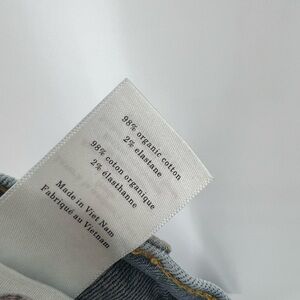 98% organic cotton
2% elastane
98% coton organique
2% élasthanne
Made in Viet Nam
Fabriqué au Vietnam